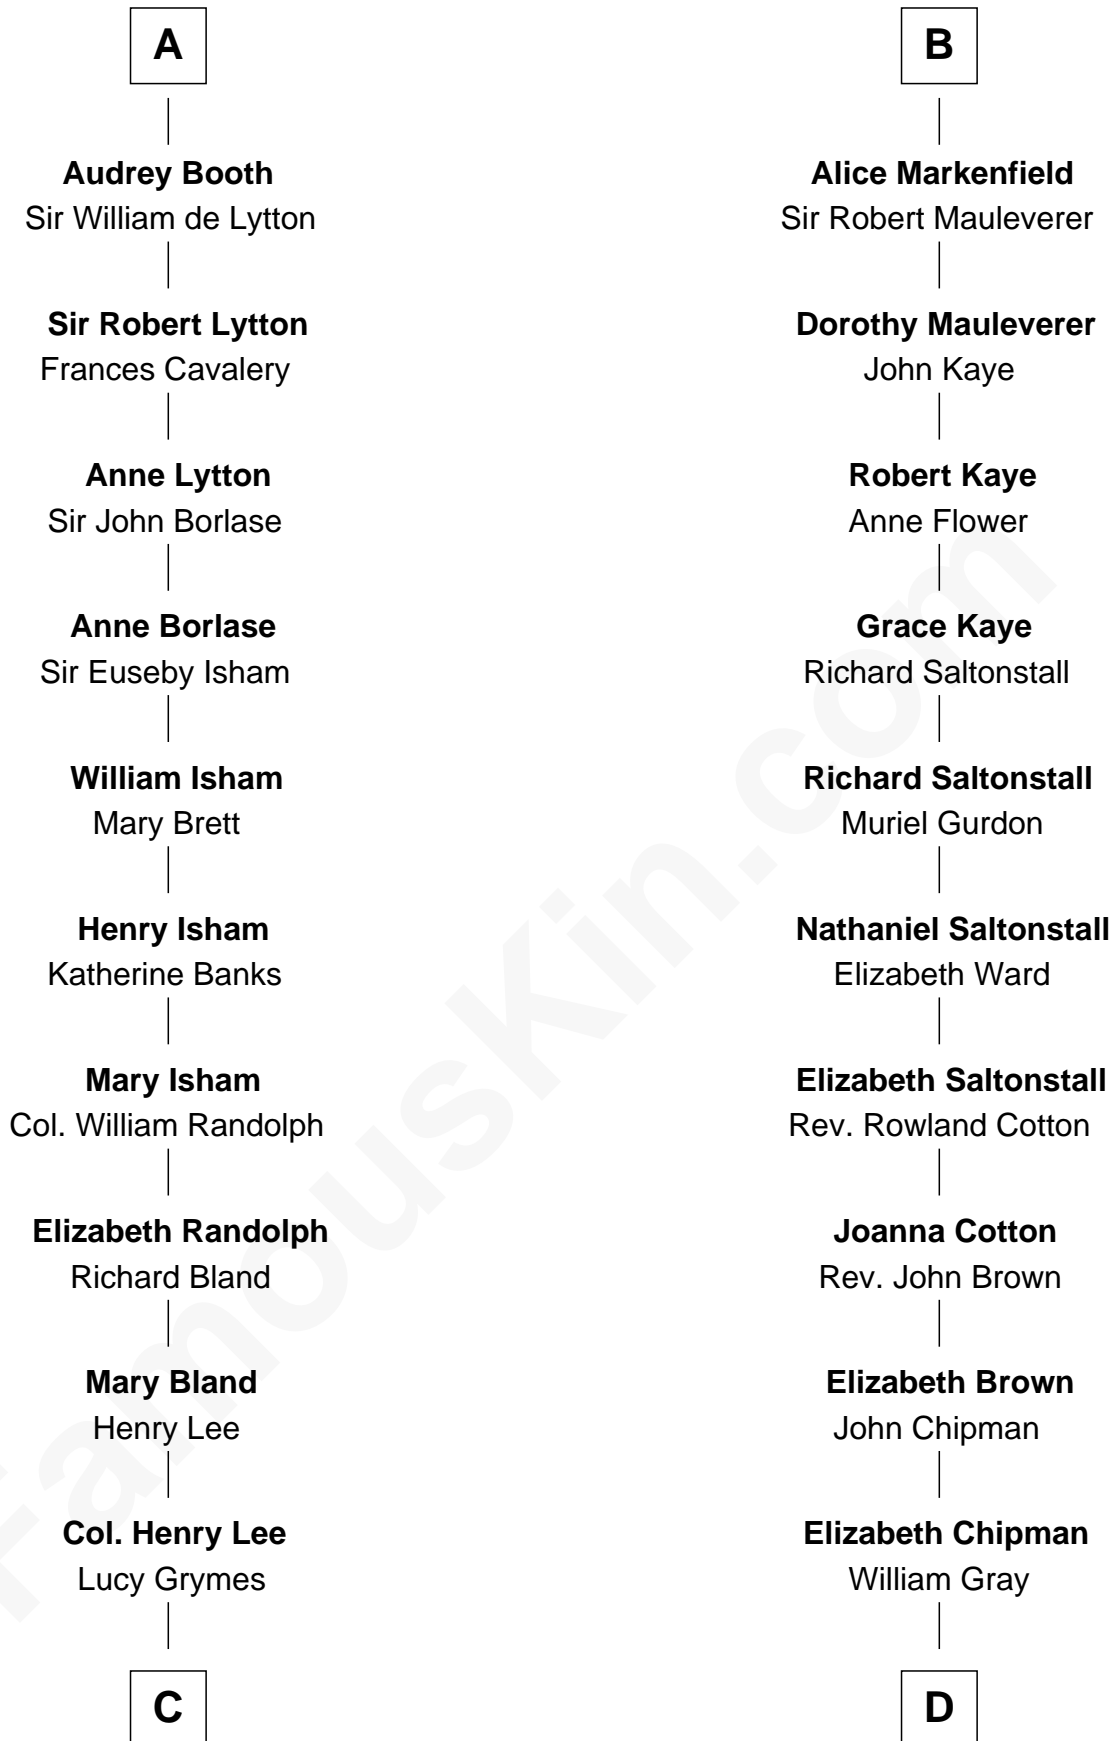 A
Audrey Booth
Sir William de Lytton
Sir Robert Lytton
Frances Cavalery
Anne Lytton
Sir John Borlase
Anne Borlase
Sir Euseby Isham
William Isham
Mary Brett
Henry Isham
Katherine Banks
Mary Isham
Col. William Randolph
Elizabeth Randolph
Richard Bland
Mary Bland
Henry Lee
Col. Henry Lee
Lucy Grymes
C
B
Alice Markenfield
Sir Robert Mauleverer
Dorothy Mauleverer
John Kaye
Robert Kaye
Anne Flower
Grace Kaye
Richard Saltonstall
Richard Saltonstall
Muriel Gurdon
Nathaniel Saltonstall
Elizabeth Ward
Elizabeth Saltonstall
Rev. Rowland Cotton
Joanna Cotton
Rev. John Brown
Elizabeth Brown
John Chipman
Elizabeth Chipman
William Gray
D
FamousKin.com